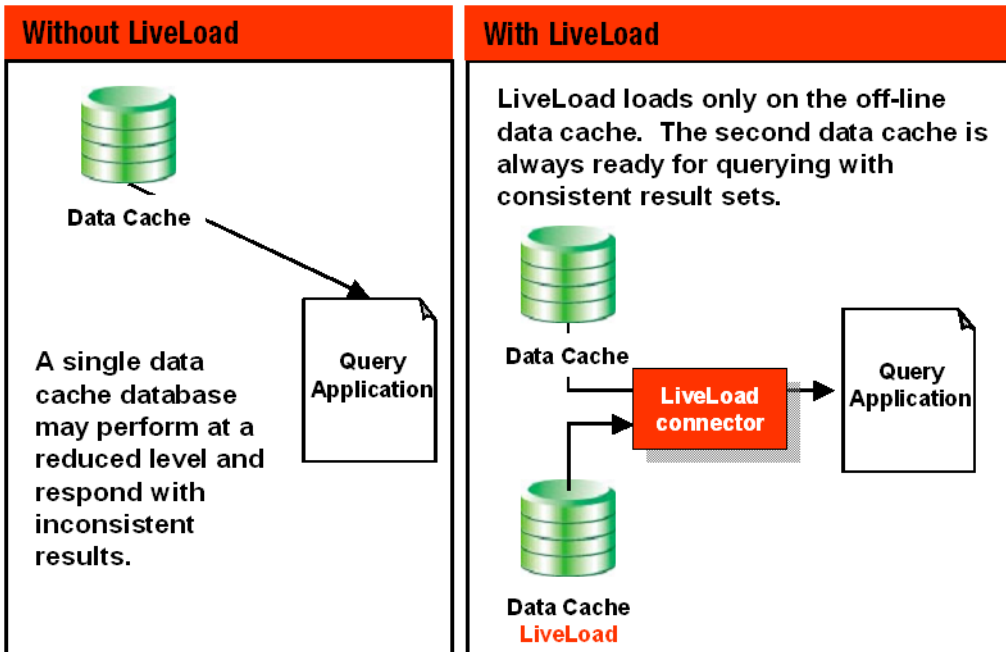 Without LiveLoad
Data Cache
Query
Application
A single data
cache database
may perform at a
reduced level and
respond with
inconsistent
results.
With LiveLoad
LiveLoad loads only on the off-line
data cache. The second data cache is
always ready for querying with
consistent result sets.
Data Cache
LiveLoad
connector
Query
Application
Data Cache
LiveLoad